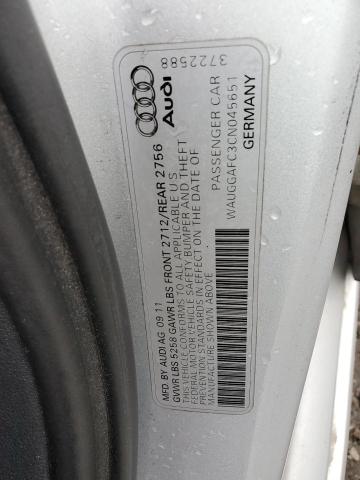 MFD. BY AUDI AG 09 11
GVWR LBS 5258 GAWR LBS FRONT 2712/REAR 2756
THIS VEHICLE CONFORMS TO ALL APPLICABLE U S
FEDERAL MOTOR VEHICLE SAFETY BUMPER AND THEFT
PREVENTION STANDARDS IN EFFECT ON THE DATE OF
MANUFACTURE SHOWN ABOVE
PASSENGER CAR
WAUGGAFC3CN045651
GERMANY
Audi
3722588